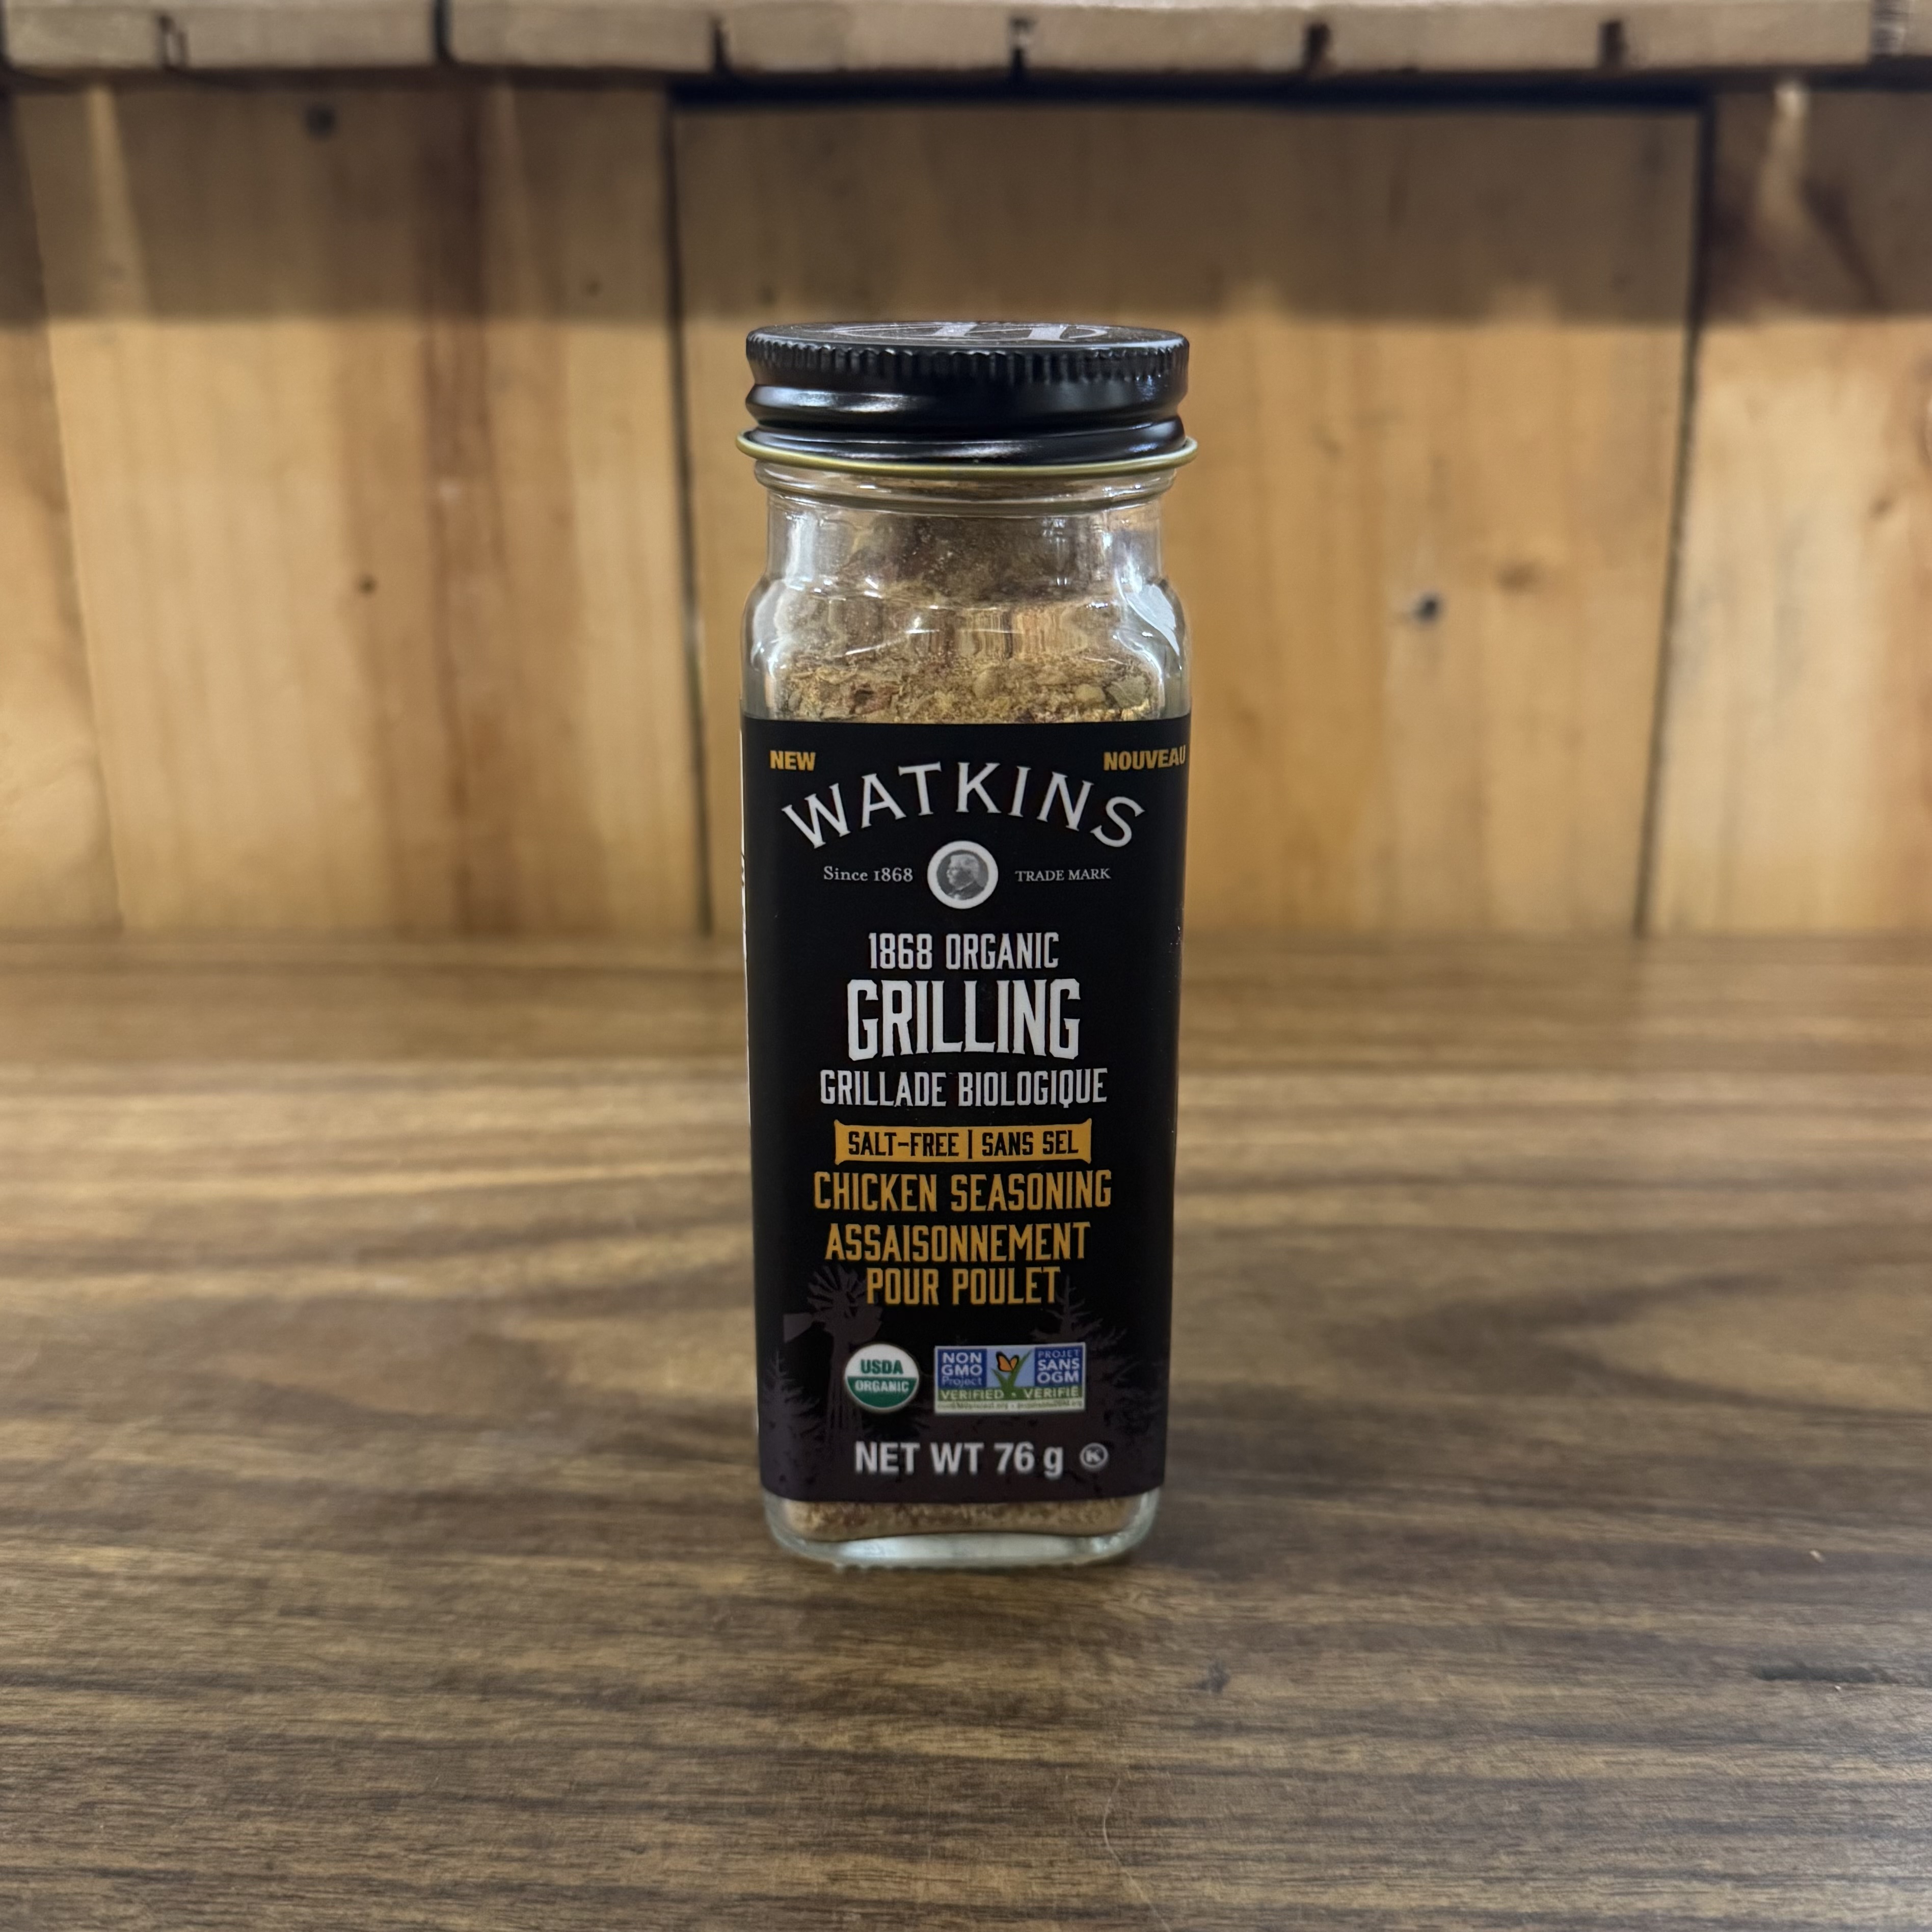 NEW NOUVEAU
WATKINS
Since 1868 TRADE MARK
1868 ORGANIC
GRILLING
GRILLADE BIOLOGIQUE
SALT-FREE | SANS SEL
CHICKEN SEASONING
ASSAISONNEMENT
POUR POULET
USDA
ORGANIC
NON
GMO
Project
PROJET
SANS
OGM
VERIFIED • VÉRIFIÉ
NET WT 76 g K